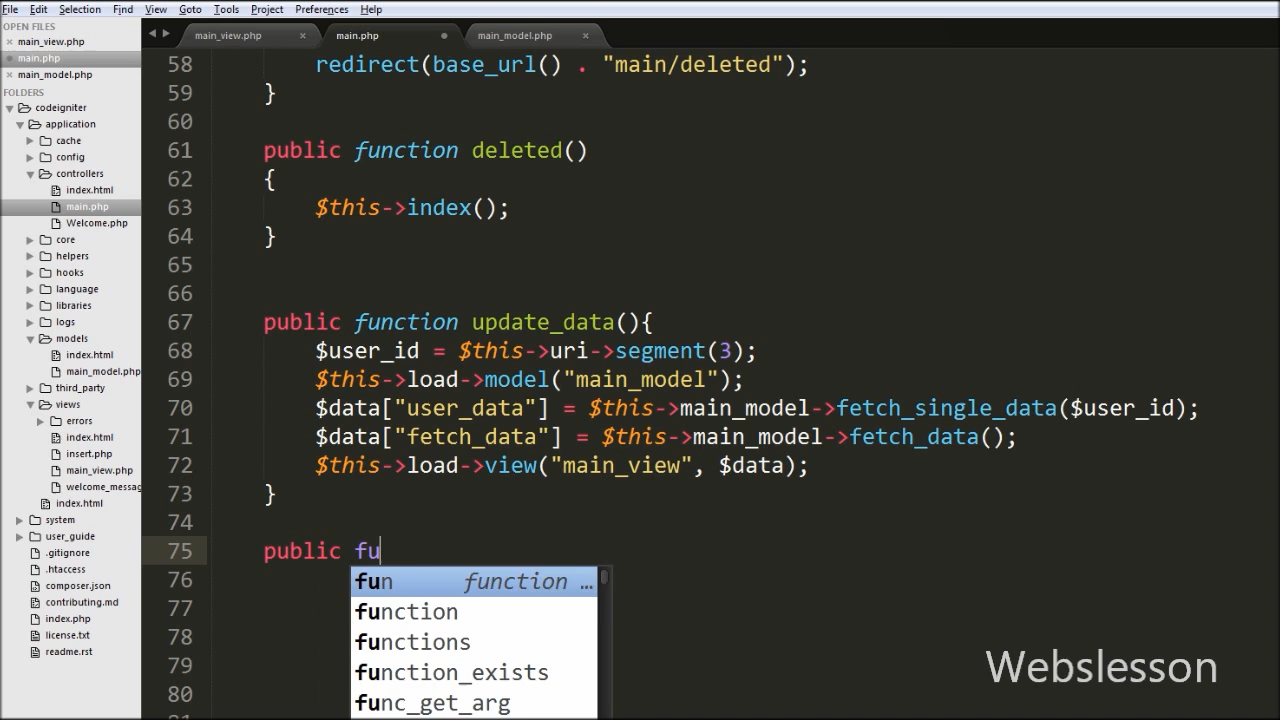 File Edit Selection Find View Goto Tools Project Preferences Help
OPEN FILES
main_view.php
main.php
main_model.php
FOLDERS
codeigniter
application
cache
config
controllers
index.html
main.php
Welcome.php
core
helpers
hooks
language
libraries
logs
models
index.html
main_model.php
third_party
views
errors
index.html
insert.php
main_view.php
welcome_messag
index.html
system
user_guide
.gitignore
.htaccess
composer.json
contributing.md
index.php
license.txt
readme.rst
main_view.php main.php main_model.php
58 redirect(base_url() . "main/deleted");
59 }
60
61 public function deleted()
62 {
63 $this->index();
64 }
65
66
67 public function update_data(){
68 $user_id = $this->uri->segment(3);
69 $this->load->model("main_model");
70 $data["user_data"] = $this->main_model->fetch_single_data($user_id);
71 $data["fetch_data"] = $this->main_model->fetch_data();
72 $this->load->view("main_view", $data);
73 }
74
75 public fu
76
77
78
79
80
fun function …
function
functions
function_exists
func_get_arg
Webslesson